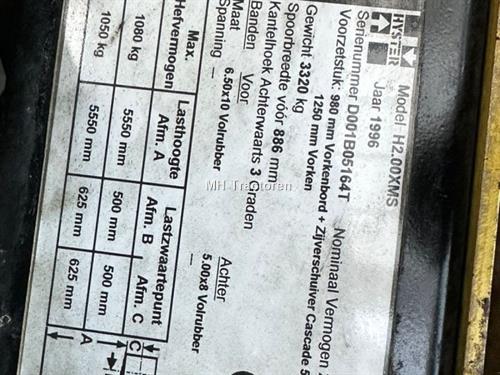 HYSTER
Model H2.00XMS
Jaar 1996
Serienummer D001B05164T
Nominaal Vermogen
Voorzetstuk: 980 mm Vorkenbord + Zijverschuiver Cascade 5
1250 mm Vorken
Gewicht 3320 kg
Spoorbreedte vóór 886 mm
Kantelhoek Achterwaarts 3 Graden
Banden Voor Achter
Maat 6.50x10 Volrubber 5.00x8 Volrubber
Spanning — —
Max. Hefvermogen Lasthoogte Afm. A Lastzwaartepunt Afm. B Afm. C
1080 kg 5550 mm 500 mm 500 mm
1050 kg 5550 mm 625 mm 625 mm
C
A
MH-Tractoren